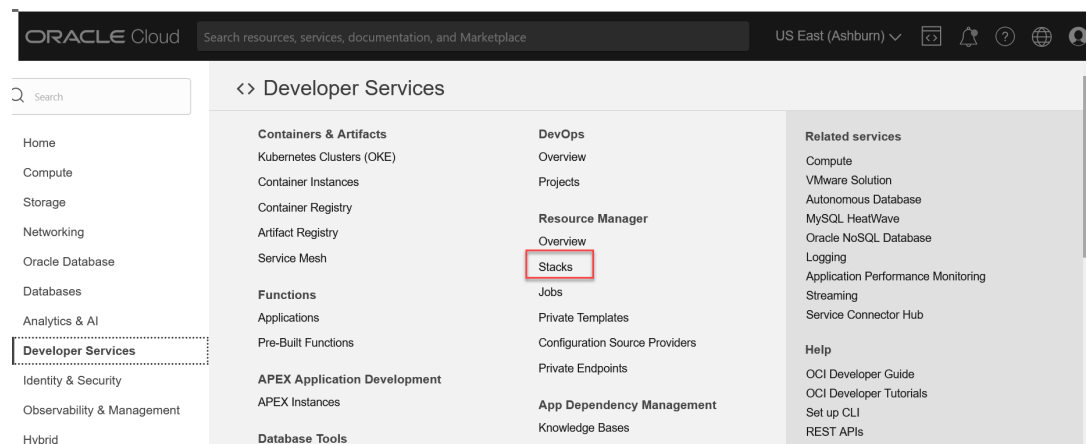 ORACLE Cloud
Search resources, services, documentation, and Marketplace
US East (Ashburn)
Search
Home
Compute
Storage
Networking
Oracle Database
Databases
Analytics & AI
Developer Services
Identity & Security
Observability & Management
Hybrid
<> Developer Services
Containers & Artifacts
Kubernetes Clusters (OKE)
Container Instances
Container Registry
Artifact Registry
Service Mesh
Functions
Applications
Pre-Built Functions
APEX Application Development
APEX Instances
Database Tools
DevOps
Overview
Projects
Resource Manager
Overview
Stacks
Jobs
Private Templates
Configuration Source Providers
Private Endpoints
App Dependency Management
Knowledge Bases
Related services
Compute
VMware Solution
Autonomous Database
MySQL HeatWave
Oracle NoSQL Database
Logging
Application Performance Monitoring
Streaming
Service Connector Hub
Help
OCI Developer Guide
OCI Developer Tutorials
Set up CLI
REST APIs